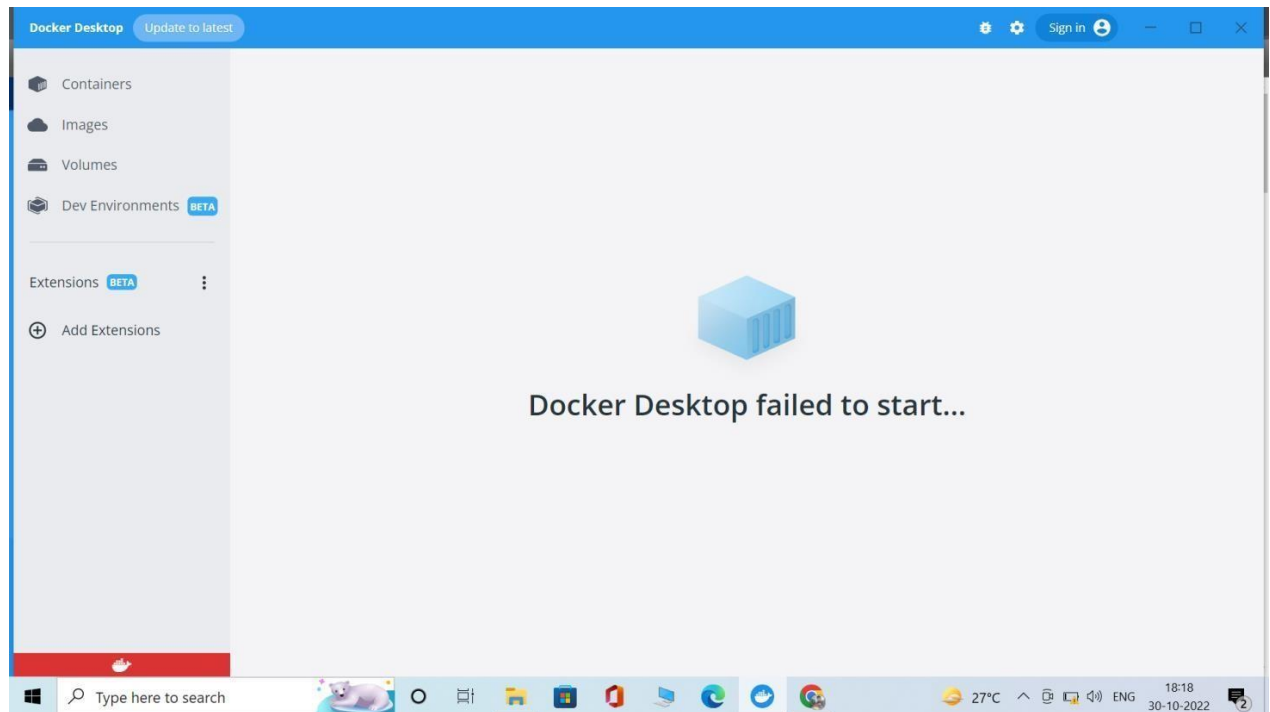 Docker Desktop Update to latest Sign in
Containers
Images
Volumes
Dev Environments BETA
Extensions BETA
Add Extensions
Docker Desktop failed to start...
Type here to search
27°C ENG 18:18
30-10-2022 2